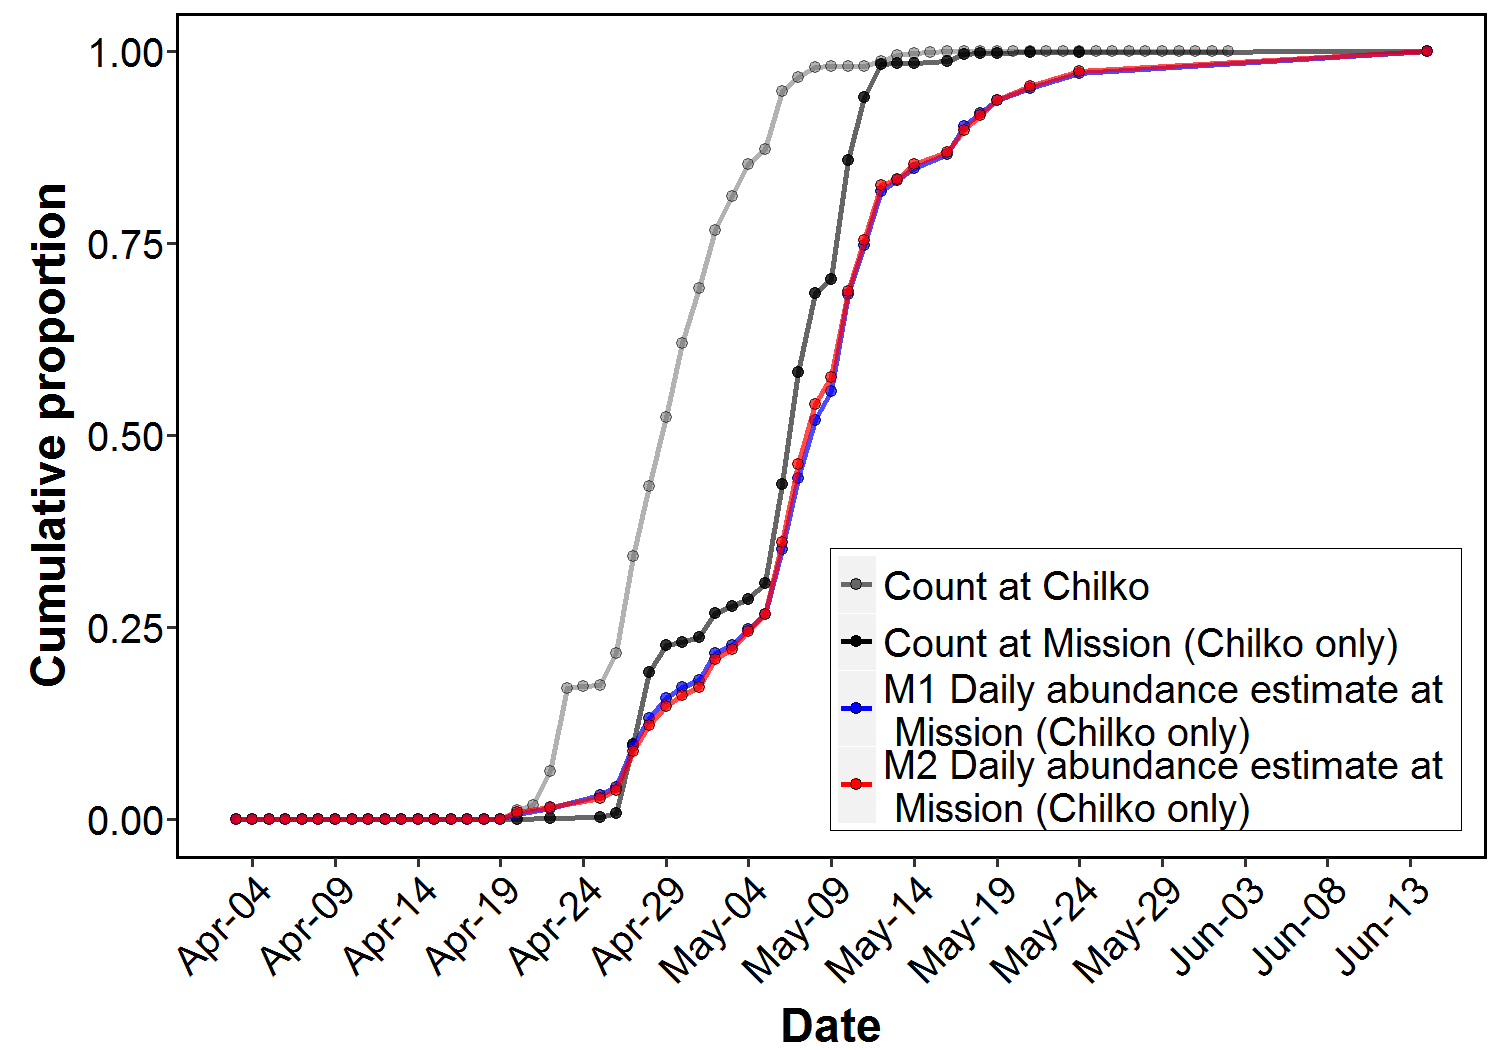 Cumulative proportion
1.00
0.75
0.50
0.25
0.00
Count at Chilko
Count at Mission (Chilko only)
M1 Daily abundance estimate at
Mission (Chilko only)
M2 Daily abundance estimate at
Mission (Chilko only)
Apr-04
Apr-09
Apr-14
Apr-19
Apr-24
Apr-29
May-04
May-09
May-14
May-19
May-24
May-29
Jun-03
Jun-08
Jun-13
Date